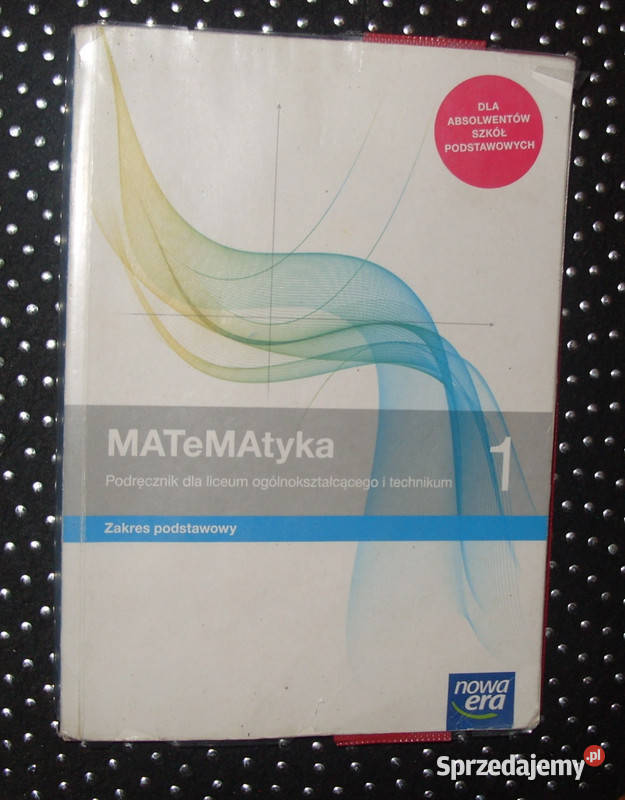 DLA
ABSOLWENTÓW
SZKÓŁ
PODSTAWOWYCH
MATeMAtyka 1
Podręcznik dla liceum ogólnokształcącego i technikum
Zakres podstawowy
nowa
era
Sprzedajemy.pl